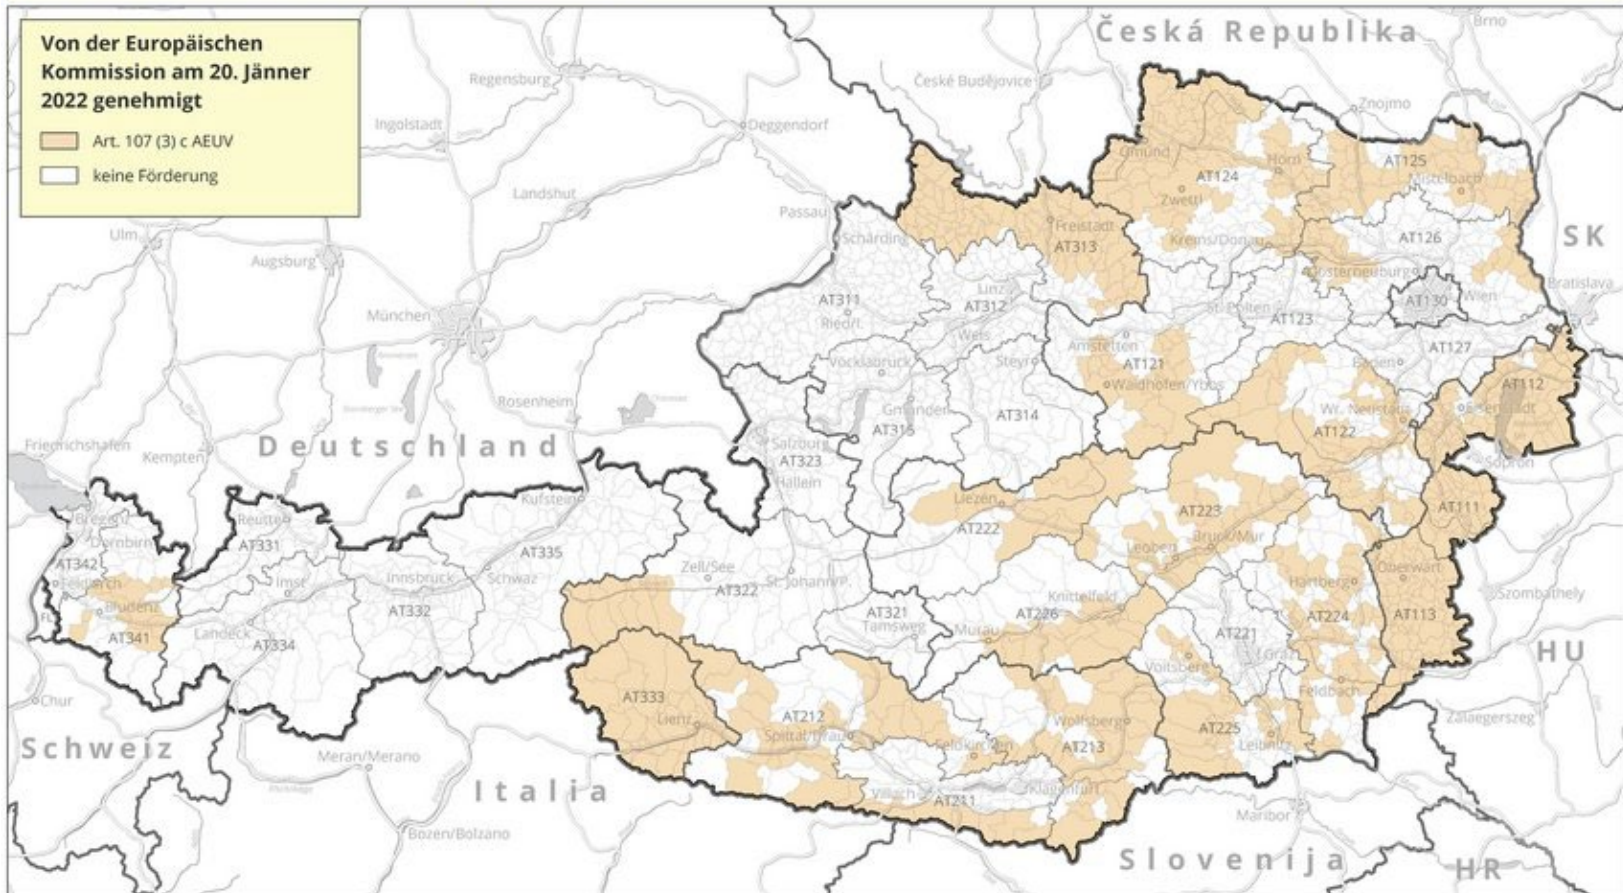 Von der Europäischen
Kommission am 20. Jänner
2022 genehmigt
Art. 107 (3) c AEUV
keine Förderung
Česká Republika
Brno
Regensburg
České Budějovice
Znojmo
Ingolstadt
Deggendorf
Gmünd
Horn
AT125
Landshut
AT124
Mistelbach
Zwettl
Passau
Freistadt
Ulm
Schärding
AT313
Krems/Donau
AT126
SK
Augsburg
Klosterneuburg
Bratislava
Linz
AT311
AT312
AT130
Wien
München
Riedl.
St. Pölten
AT123
Wels
Amstetten
AT127
Vöcklabruck
Steyr
AT121
Baden
Waidhofen/Ybbs
AT112
Rosenheim
Gmunden
AT314
Wr. Neustadt
Eisenstadt
AT315
AT122
Friedrichshafen
Deutschland
Salzburg
Kempten
AT323
Sopron
Hallein
Kufstein
Liezen
AT111
Bregenz
Reutte
AT222
AT223
Dornbirn
AT331
Bruck/Mur
AT342
AT335
Leoben
Feldkirch
Imst
Innsbruck
Schwaz
Zell/See
St. Johann/P.
Hartberg
Oberwart
FL
Bludenz
AT332
AT322
Knittelfeld
Szombathely
AT341
Landeck
AT321
AT226
AT224
AT113
AT334
Tamsweg
Murau
AT221
Graz
HU
Voitsberg
AT333
Feldbach
Chur
Lienz
AT212
Wolfsberg
AT225
Zalaegerszeg
Schweiz
Spittal/Drau
Feldkirchen
AT213
Leibnitz
Meran/Merano
Italia
Villach
AT211
Klagenfurt
Maribor
Bozen/Bolzano
Slovenija
HR